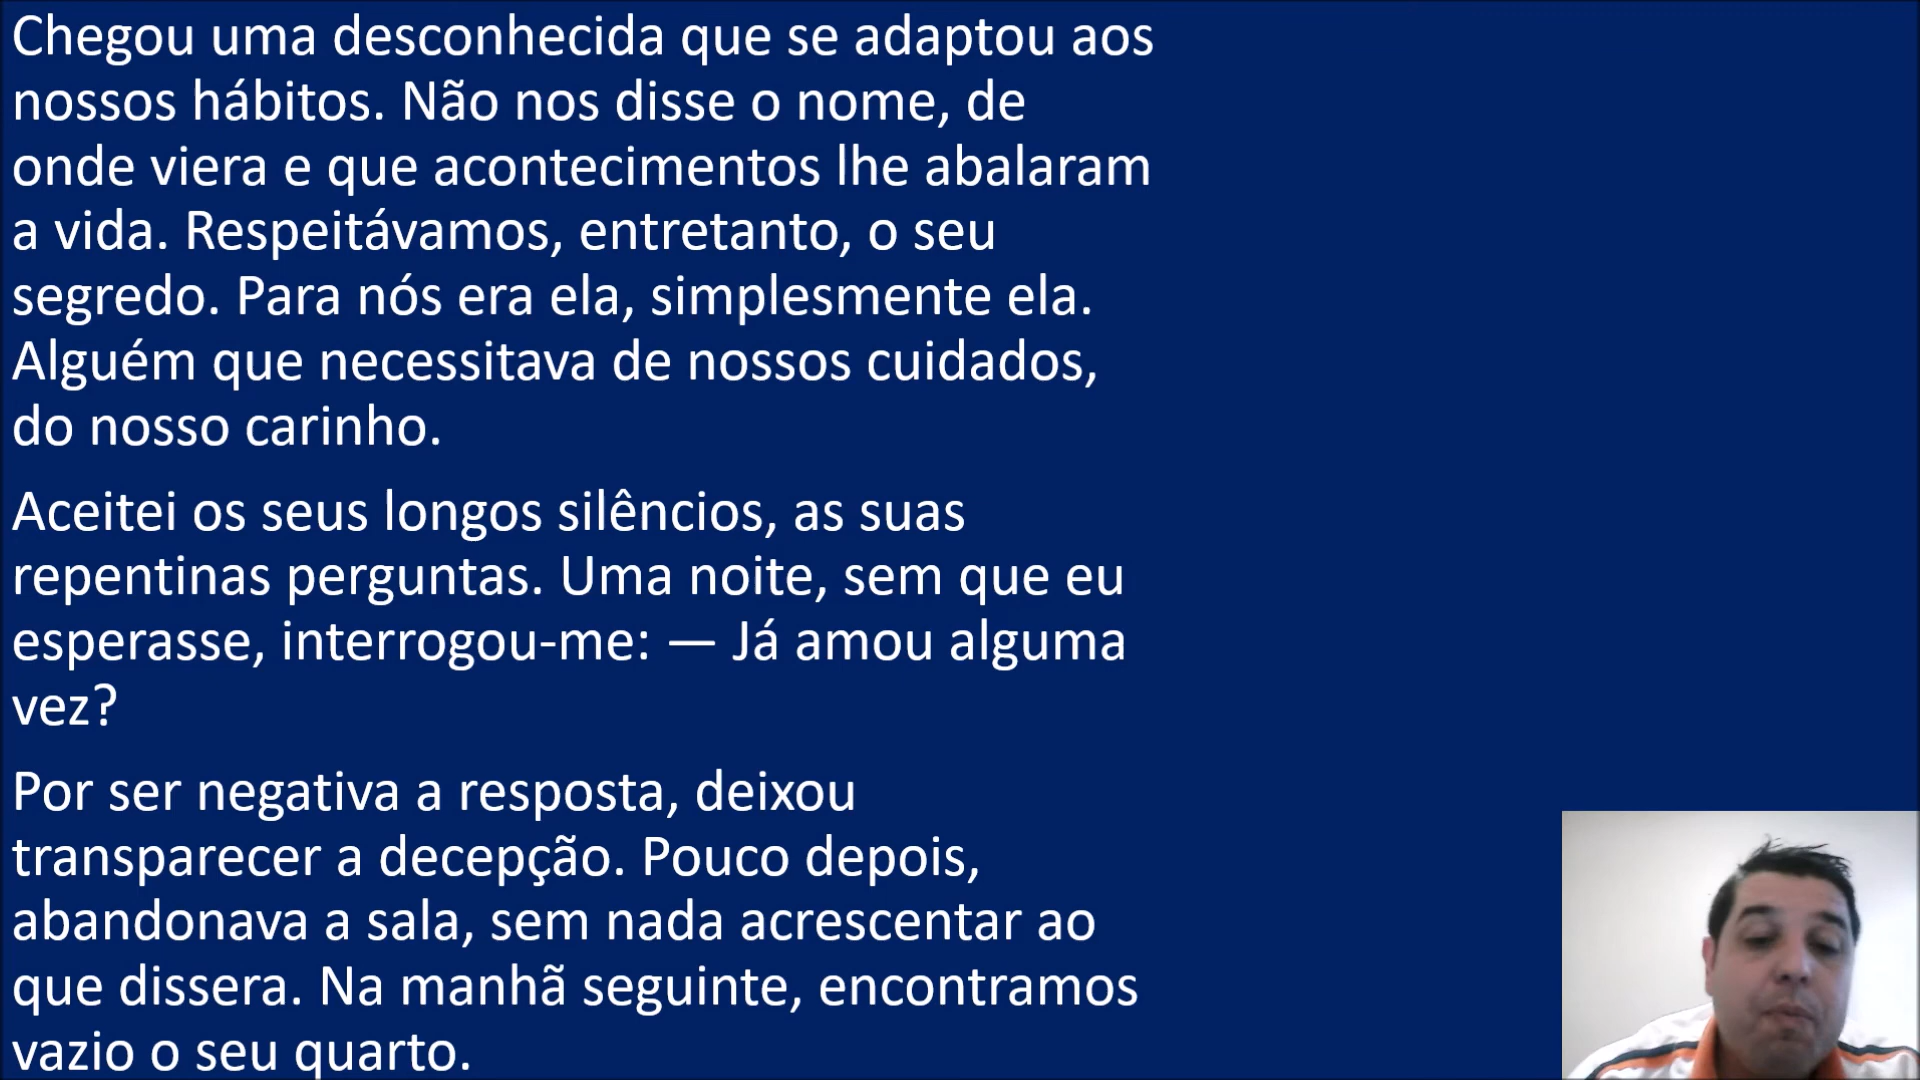 Chegou uma desconhecida que se adaptou aos
nossos hábitos. Não nos disse o nome, de
onde viera e que acontecimentos lhe abalaram
a vida. Respeitávamos, entretanto, o seu
segredo. Para nós era ela, simplesmente ela.
Alguém que necessitava de nossos cuidados,
do nosso carinho.
Aceitei os seus longos silêncios, as suas
repentinas perguntas. Uma noite, sem que eu
esperasse, interrogou-me: — Já amou alguma
vez?
Por ser negativa a resposta, deixou
transparecer a decepção. Pouco depois,
abandonava a sala, sem nada acrescentar ao
que dissera. Na manhã seguinte, encontramos
vazio o seu quarto.